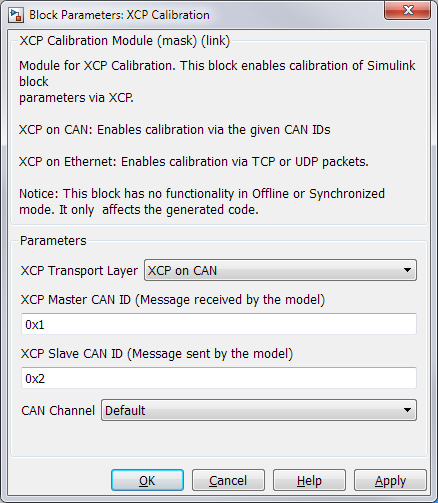 Block Parameters: XCP Calibration
XCP Calibration Module (mask) (link)
Module for XCP Calibration. This block enables calibration of Simulink
block
parameters via XCP.
XCP on CAN: Enables calibration via the given CAN IDs
XCP on Ethernet: Enables calibration via TCP or UDP packets.
Notice: This block has no functionality in Offline or Synchronized
mode. It only  affects the generated code.
Parameters
XCP Transport Layer XCP on CAN
XCP Master CAN ID (Message received by the model)
0x1
XCP Slave CAN ID (Message sent by the model)
0x2
CAN Channel Default
OK Cancel Help Apply